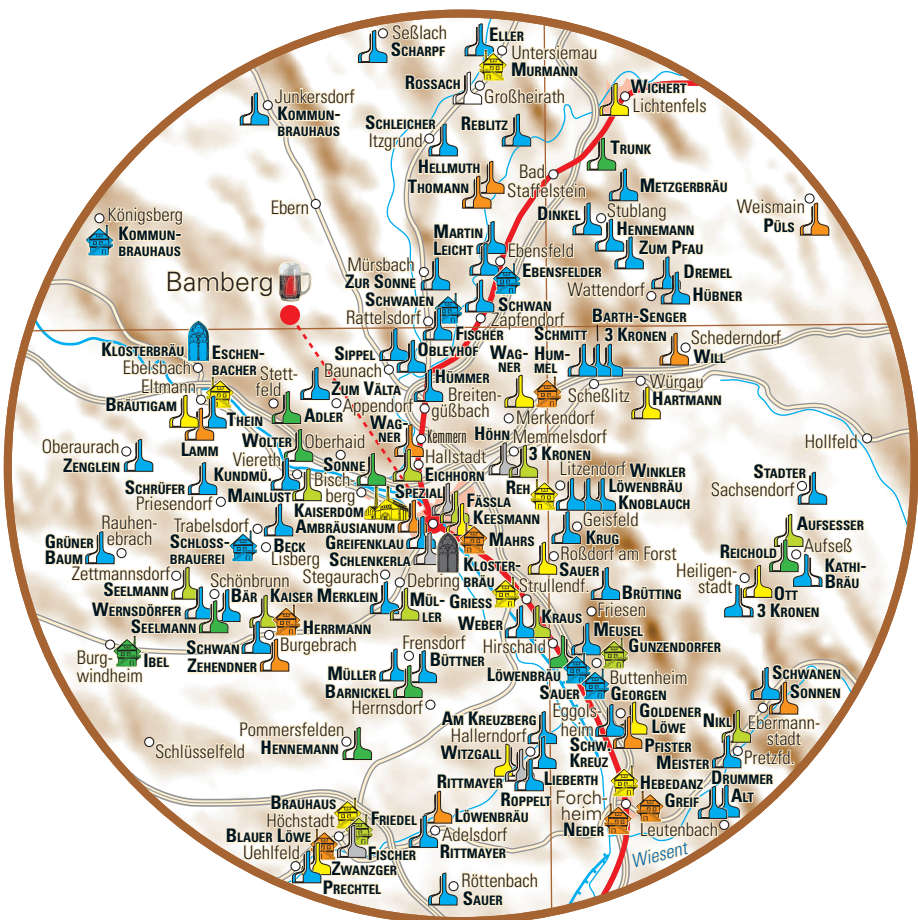 Seßlach
SCHARPF
ELLER
Untersiemau
MURMANN
ROSSACH
Großheirath
WICHERT
Lichtenfels
Junkersdorf
KOMMUN-
BRAUHAUS
SCHLEICHER
Itzgrund
REBLITZ
TRUNK
HELLMUTH
THOMANN
Bad
Staffelstein
METZGERBRÄU
Ebern
Königsberg
KOMMUN-
BRAUHAUS
DINKEL
Stublang
HENNEMANN
ZUM PFAU
Weismain
PÜLS
MARTIN
LEICHT
Ebensfeld
EBENSFELDER
Bamberg
Mürsbach
ZUR SONNE
DREMEL
Wattendorf
HÜBNER
SCHWANEN
Rattelsdorf
SCHWAN
Zapfendorf
FISCHER
BARTH-SENGER
SCHMITT
3 KRONEN
Schederndorf
WILL
KLOSTERBRÄU
ESCHEN-
BACHER
Ebelsbach
Eltmann
SIPPEL
OBLEYHOF
Baunach
WAG-
NER
HUM-
MEL
Scheßlitz
Würgau
HARTMANN
Stett-
feld
ZUM VÄLTA
HUMMER
Breiten-
güßbach
BRÄUTIGAM
THEIN
LAMM
ADLER
Appendorf
WAG-
NER
Kemmern
Merkendorf
Hollfeld
Oberaurach
ZENGLEIN
WOLTER
Oberhaid
Hallstadt
HÖHN
Memmelsdorf
3 KRONEN
Viereth
KUNDMÜ.
SONNE
Bisch-
berg
EICHHORN
Litzendorf
REH
WINKLER
LÖWENBRÄU
KNOBLAUCH
STADTER
Sachsendorf
SCHRÜFER
Priesendorf
MAINLUST
SPEZIAL
FÄSSLA
KEESMANN
KAISERDOM
AMBRÄUSIANUM
Geisfeld
KRUG
Rauhen-
ebrach
GRÜNER
BAUM
Trabelsdorf
SCHLOSS-
BRAUEREI
BECK
Lisberg
GREIFENKLAU
SCHLENKERLA
MAHRS
KLOSTER-
BRÄU
Roßdorf am Forst
SAUER
AUFSESSER
Aufseß
REICHOLD
KATHI-
BRÄU
Zettmannsdorf
SEELMANN
Schönbrunn
Stegaurach
Debring
Strullendf.
BRÜTTING
Heiligen-
stadt
OTT
3 KRONEN
WERNSDÖRFER
BÄR
KAISER
MERKLEIN
MÜL-
LER
GRIESS
SEELMANN
HERRMANN
WEBER
KRAUS
Friesen
SCHWAN
Burgebrach
Hirschaid
MEUSEL
GUNZENDORFER
Burg-
windheim
IBEL
ZEHENDNER
Frensdorf
MÜLLER
BÜTTNER
BARNICKEL
Herrnsdorf
LÖWENBRÄU
Buttenheim
SAUER
GEORGEN
SCHWANEN
SONNEN
Ebermann-
stadt
AM KREUZBERG
Hallerndorf
WITZGALL
Eggols-
heim
GOLDENER
LÖWE
SCHW.
KREUZ
PFISTER
NIKL
MEISTER
Pretzfd.
Pommersfelden
HENNEMANN
Schlüsselfeld
RITTMAYER
LIEBERTH
ROPPELT
HEBEDANZ
DRUMMER
ALT
Forch-
heim
GREIF
NEDER
Leutenbach
BRAUHAUS
Höchstadt
FRIEDEL
LÖWENBRÄU
Adelsdorf
RITTMAYER
BLAUER LÖWE
Uehlfeld
FISCHER
ZWANZGER
PRECHTEL
Wiesent
Röttenbach
SAUER